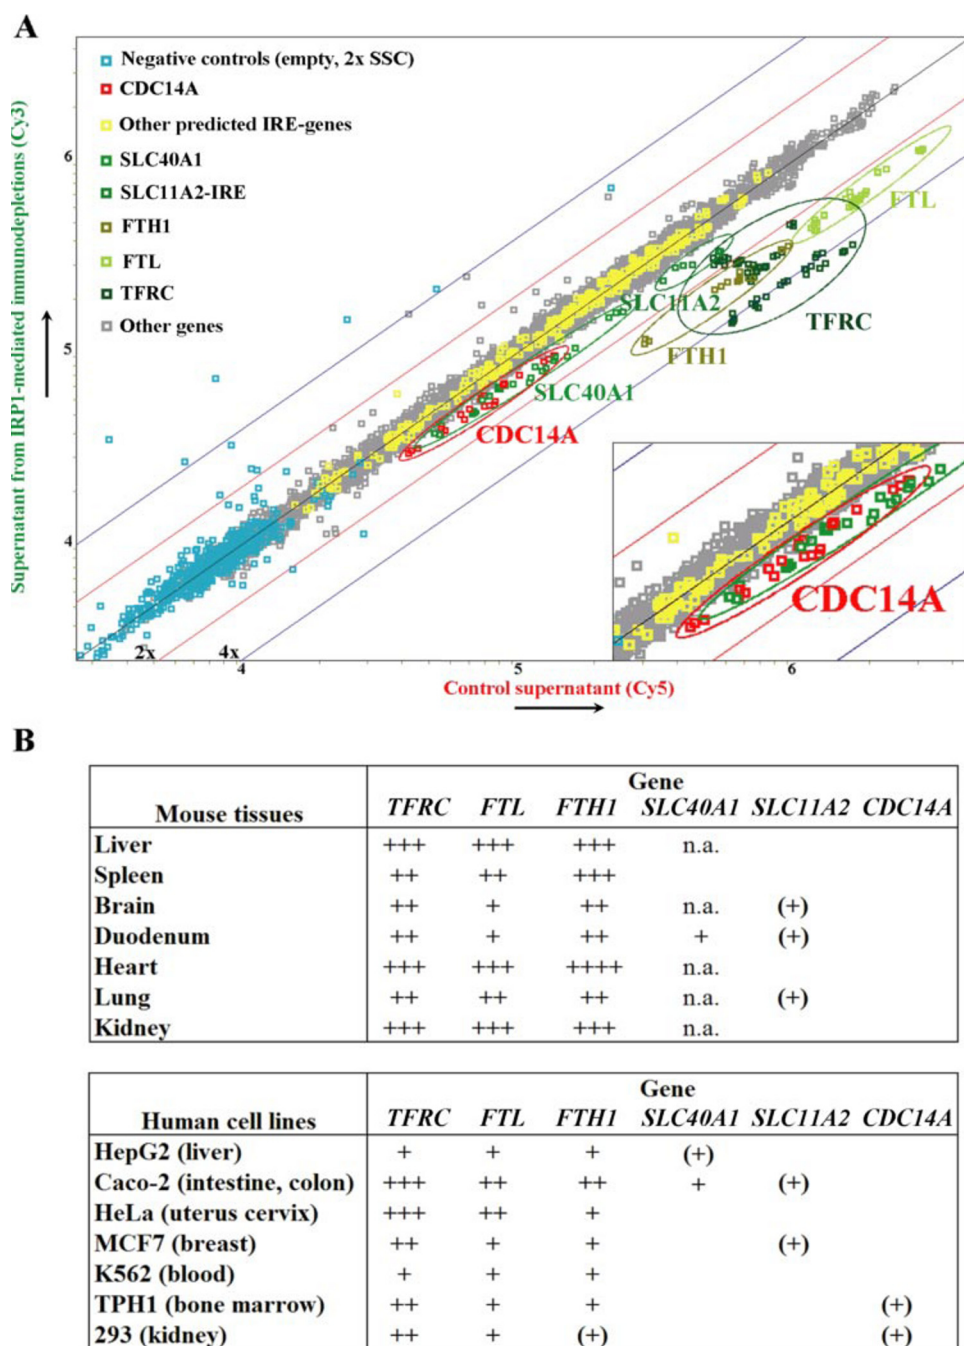 A
Supernatant from IRP1-mediated immunodepletions (Cy3)
Negative controls (empty, 2x SSC)
CDC14A
Other predicted IRE-genes
SLC40A1
SLC11A2-IRE
FTH1
FTL
TFRC
Other genes
6
5
4
FTL
SLC11A2
TFRC
FTH1
SLC40A1
CDC14A
CDC14A
2x 4x
4 5 6
Control supernatant (Cy5)
B
Gene
Mouse tissues TFRC FTL FTH1 SLC40A1 SLC11A2 CDC14A
Liver +++ +++ +++ n.a.
Spleen ++ ++ +++
Brain ++ + ++ n.a. (+)
Duodenum ++ + ++ + (+)
Heart +++ +++ ++++ n.a.
Lung ++ ++ ++ n.a. (+)
Kidney +++ +++ +++ n.a.
Gene
Human cell lines TFRC FTL FTH1 SLC40A1 SLC11A2 CDC14A
HepG2 (liver) + + + (+)
Caco-2 (intestine, colon) +++ ++ ++ + (+)
HeLa (uterus cervix) +++ ++ +
MCF7 (breast) ++ + + (+)
K562 (blood) + + +
TPH1 (bone marrow) ++ + + (+)
293 (kidney) ++ + (+) (+)